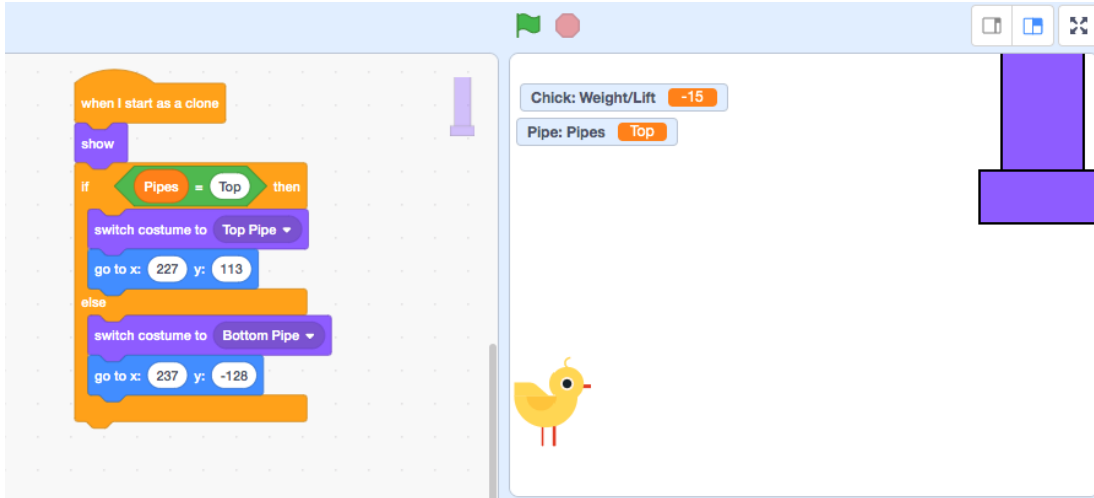 when I start as a clone
show
if Pipes = Top then
switch costume to Top Pipe
go to x: 227 y: 113
else
switch costume to Bottom Pipe
go to x: 237 y: -128
Chick: Weight/Lift -15
Pipe: Pipes Top